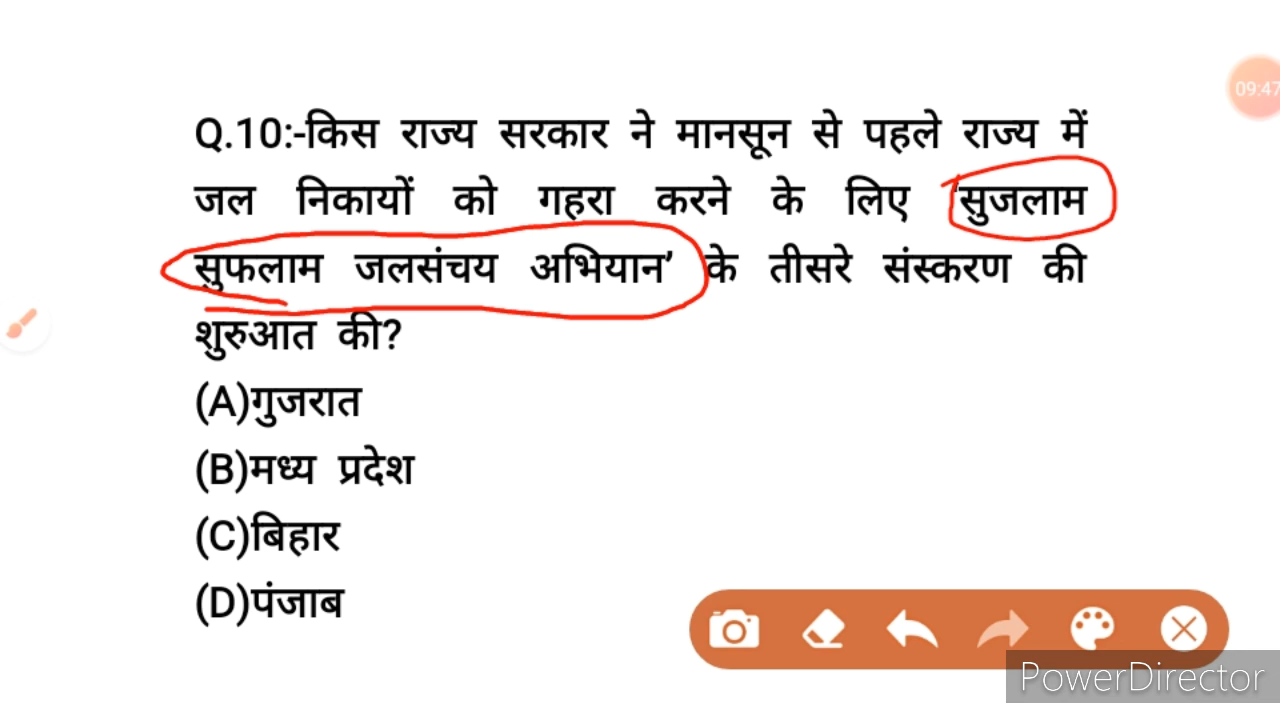 09:47
Q.10:-किस राज्य सरकार ने मानसून से पहले राज्य में
जल निकायों को गहरा करने के लिए 'सुजलाम
सुफलाम जलसंचय अभियान' के तीसरे संस्करण की
शुरुआत की?
(A)गुजरात
(B)मध्य प्रदेश
(C)बिहार
(D)पंजाब
PowerDirector